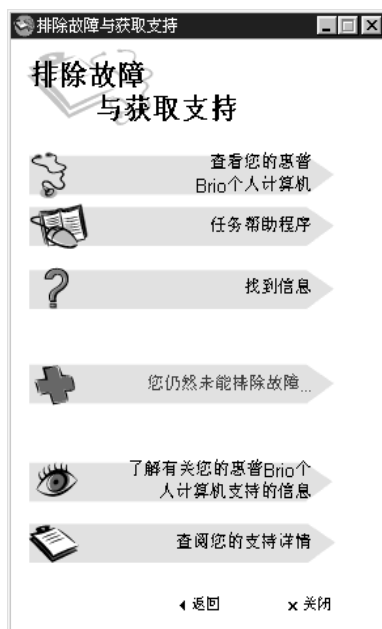 排除故障与获取支持
排除故障
与获取支持
查看您的惠普
Brio个人计算机
任务帮助程序
找到信息
您仍然未能排除故障...
了解有关您的惠普Brio个
人计算机支持的信息
查阅您的支持详情
返回
× 关闭